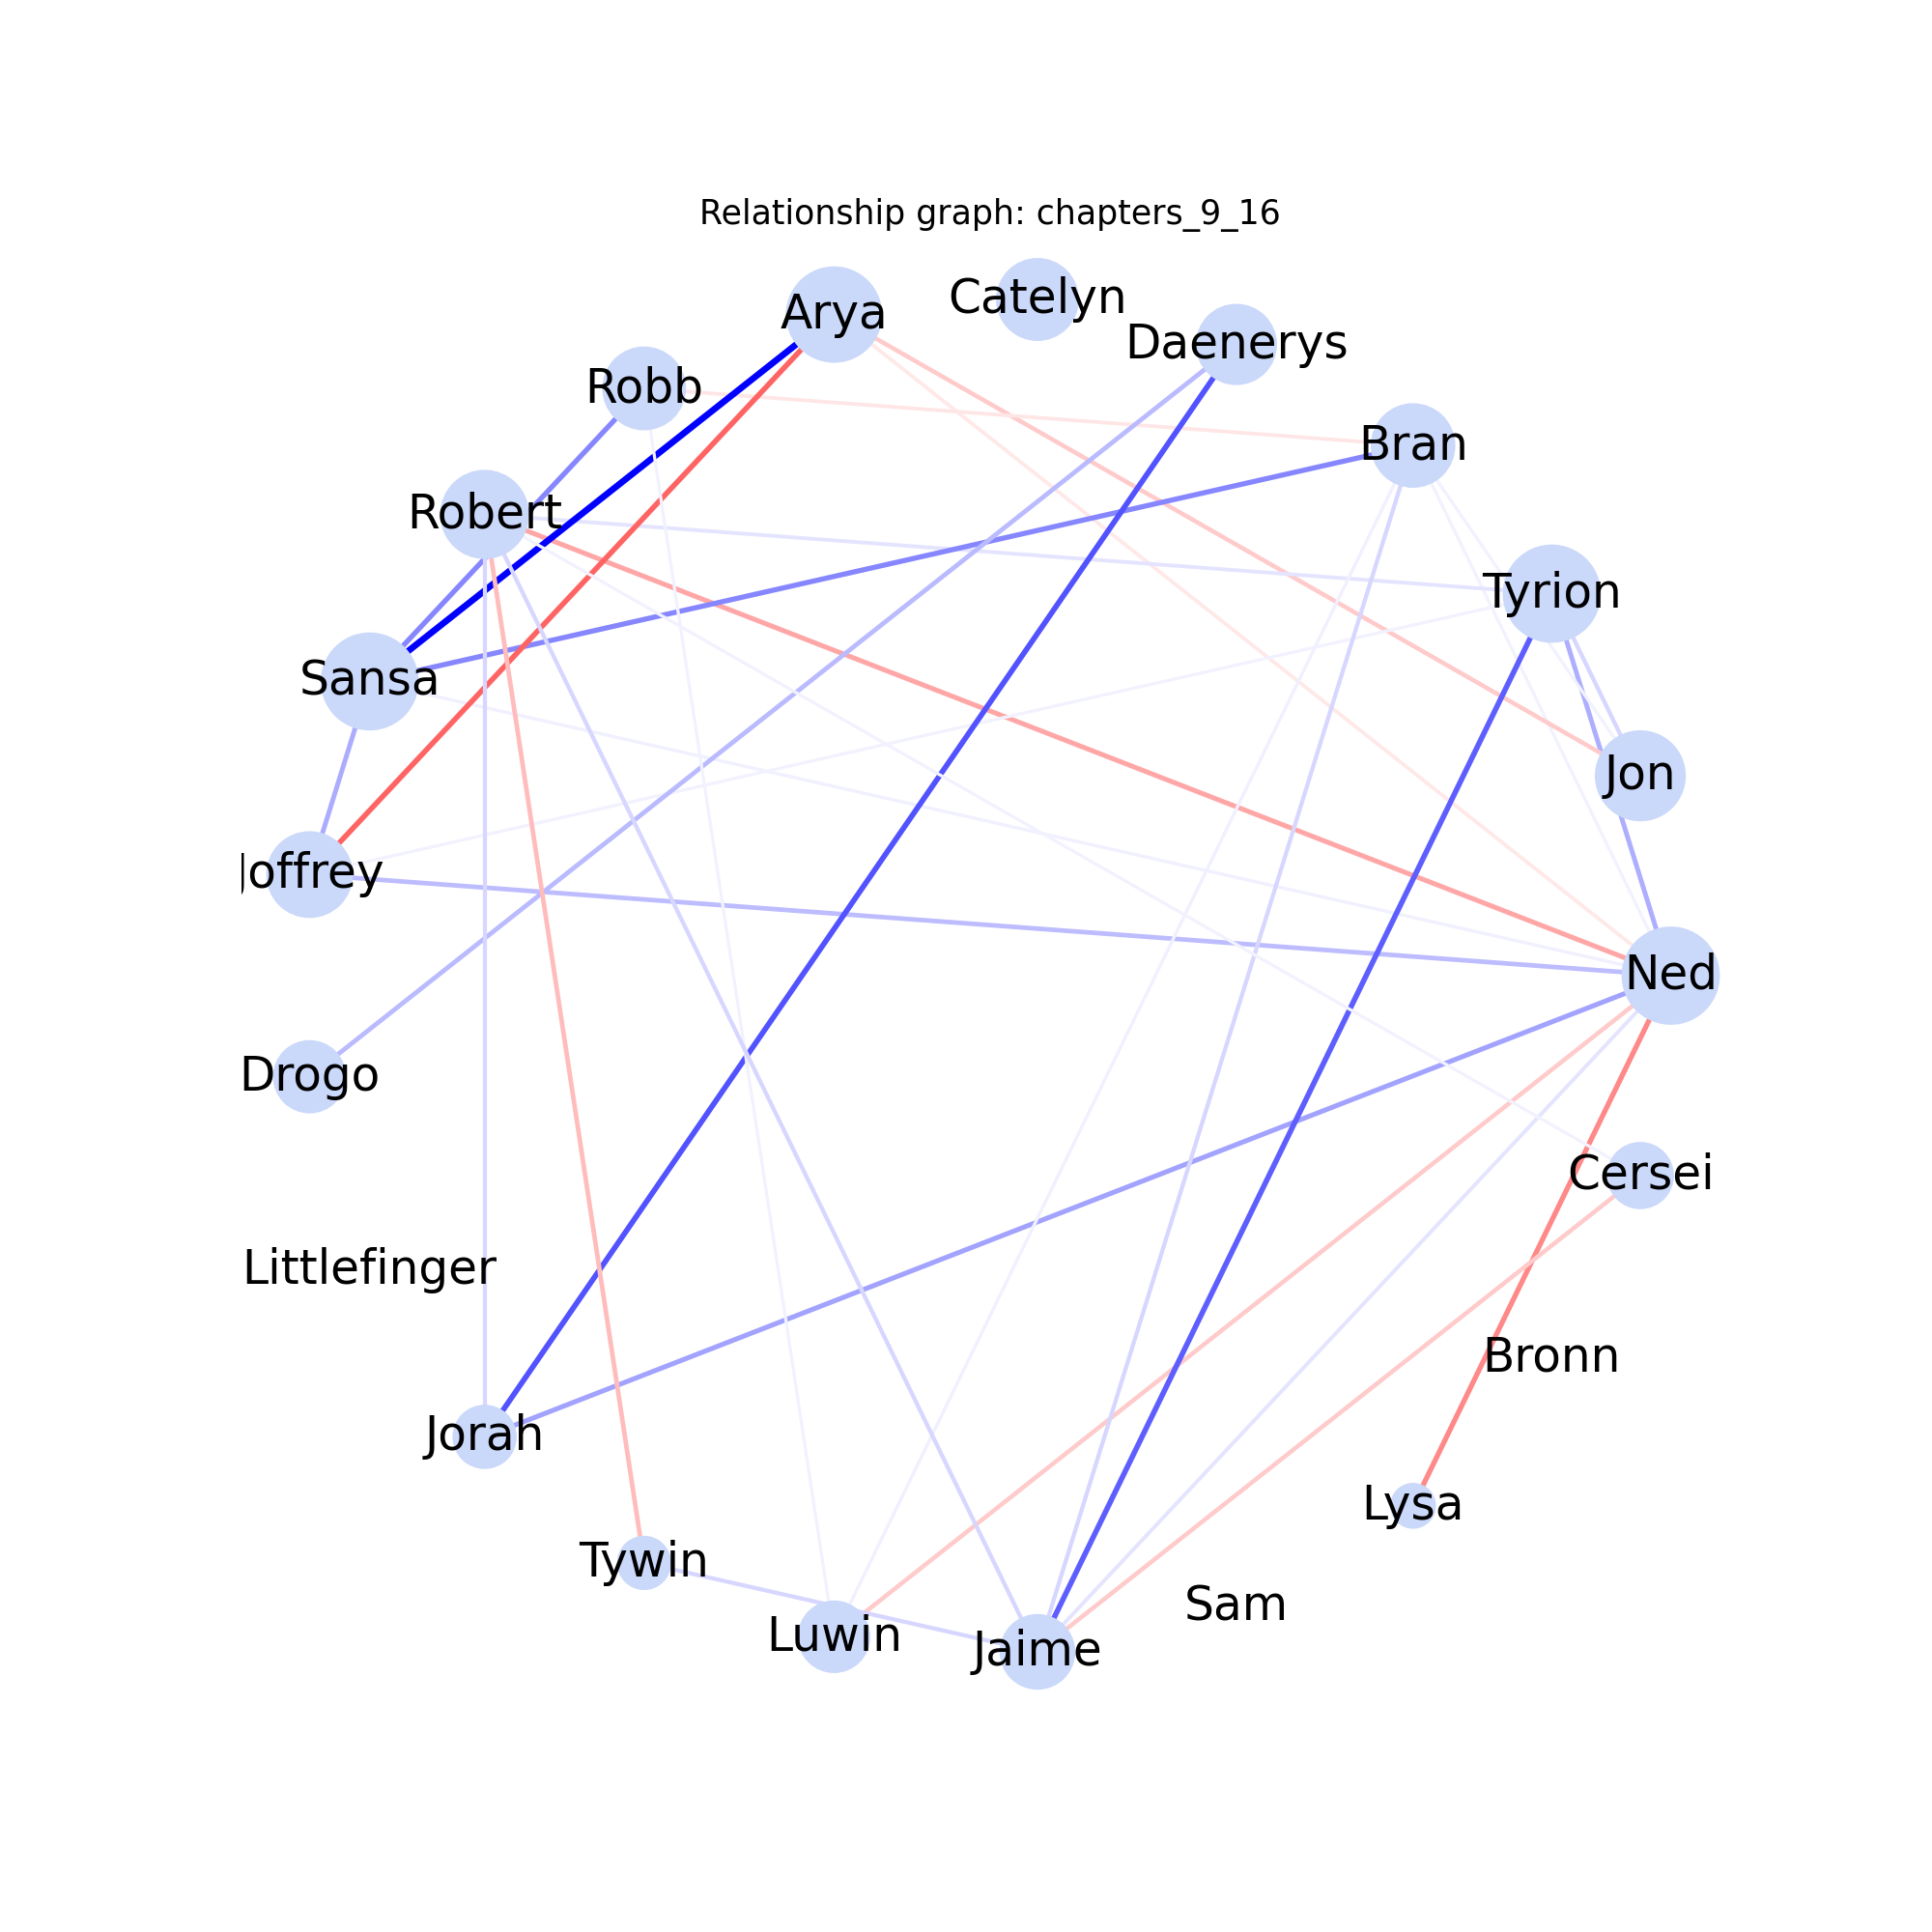 Relationship graph: chapters_9_16
Catelyn
Arya
Daenerys
Robb
Bran
Robert
Tyrion
Sansa
Jon
Joffrey
Ned
Drogo
Cersei
Littlefinger
Bronn
Jorah
Lysa
Tywin
Sam
Luwin
Jaime